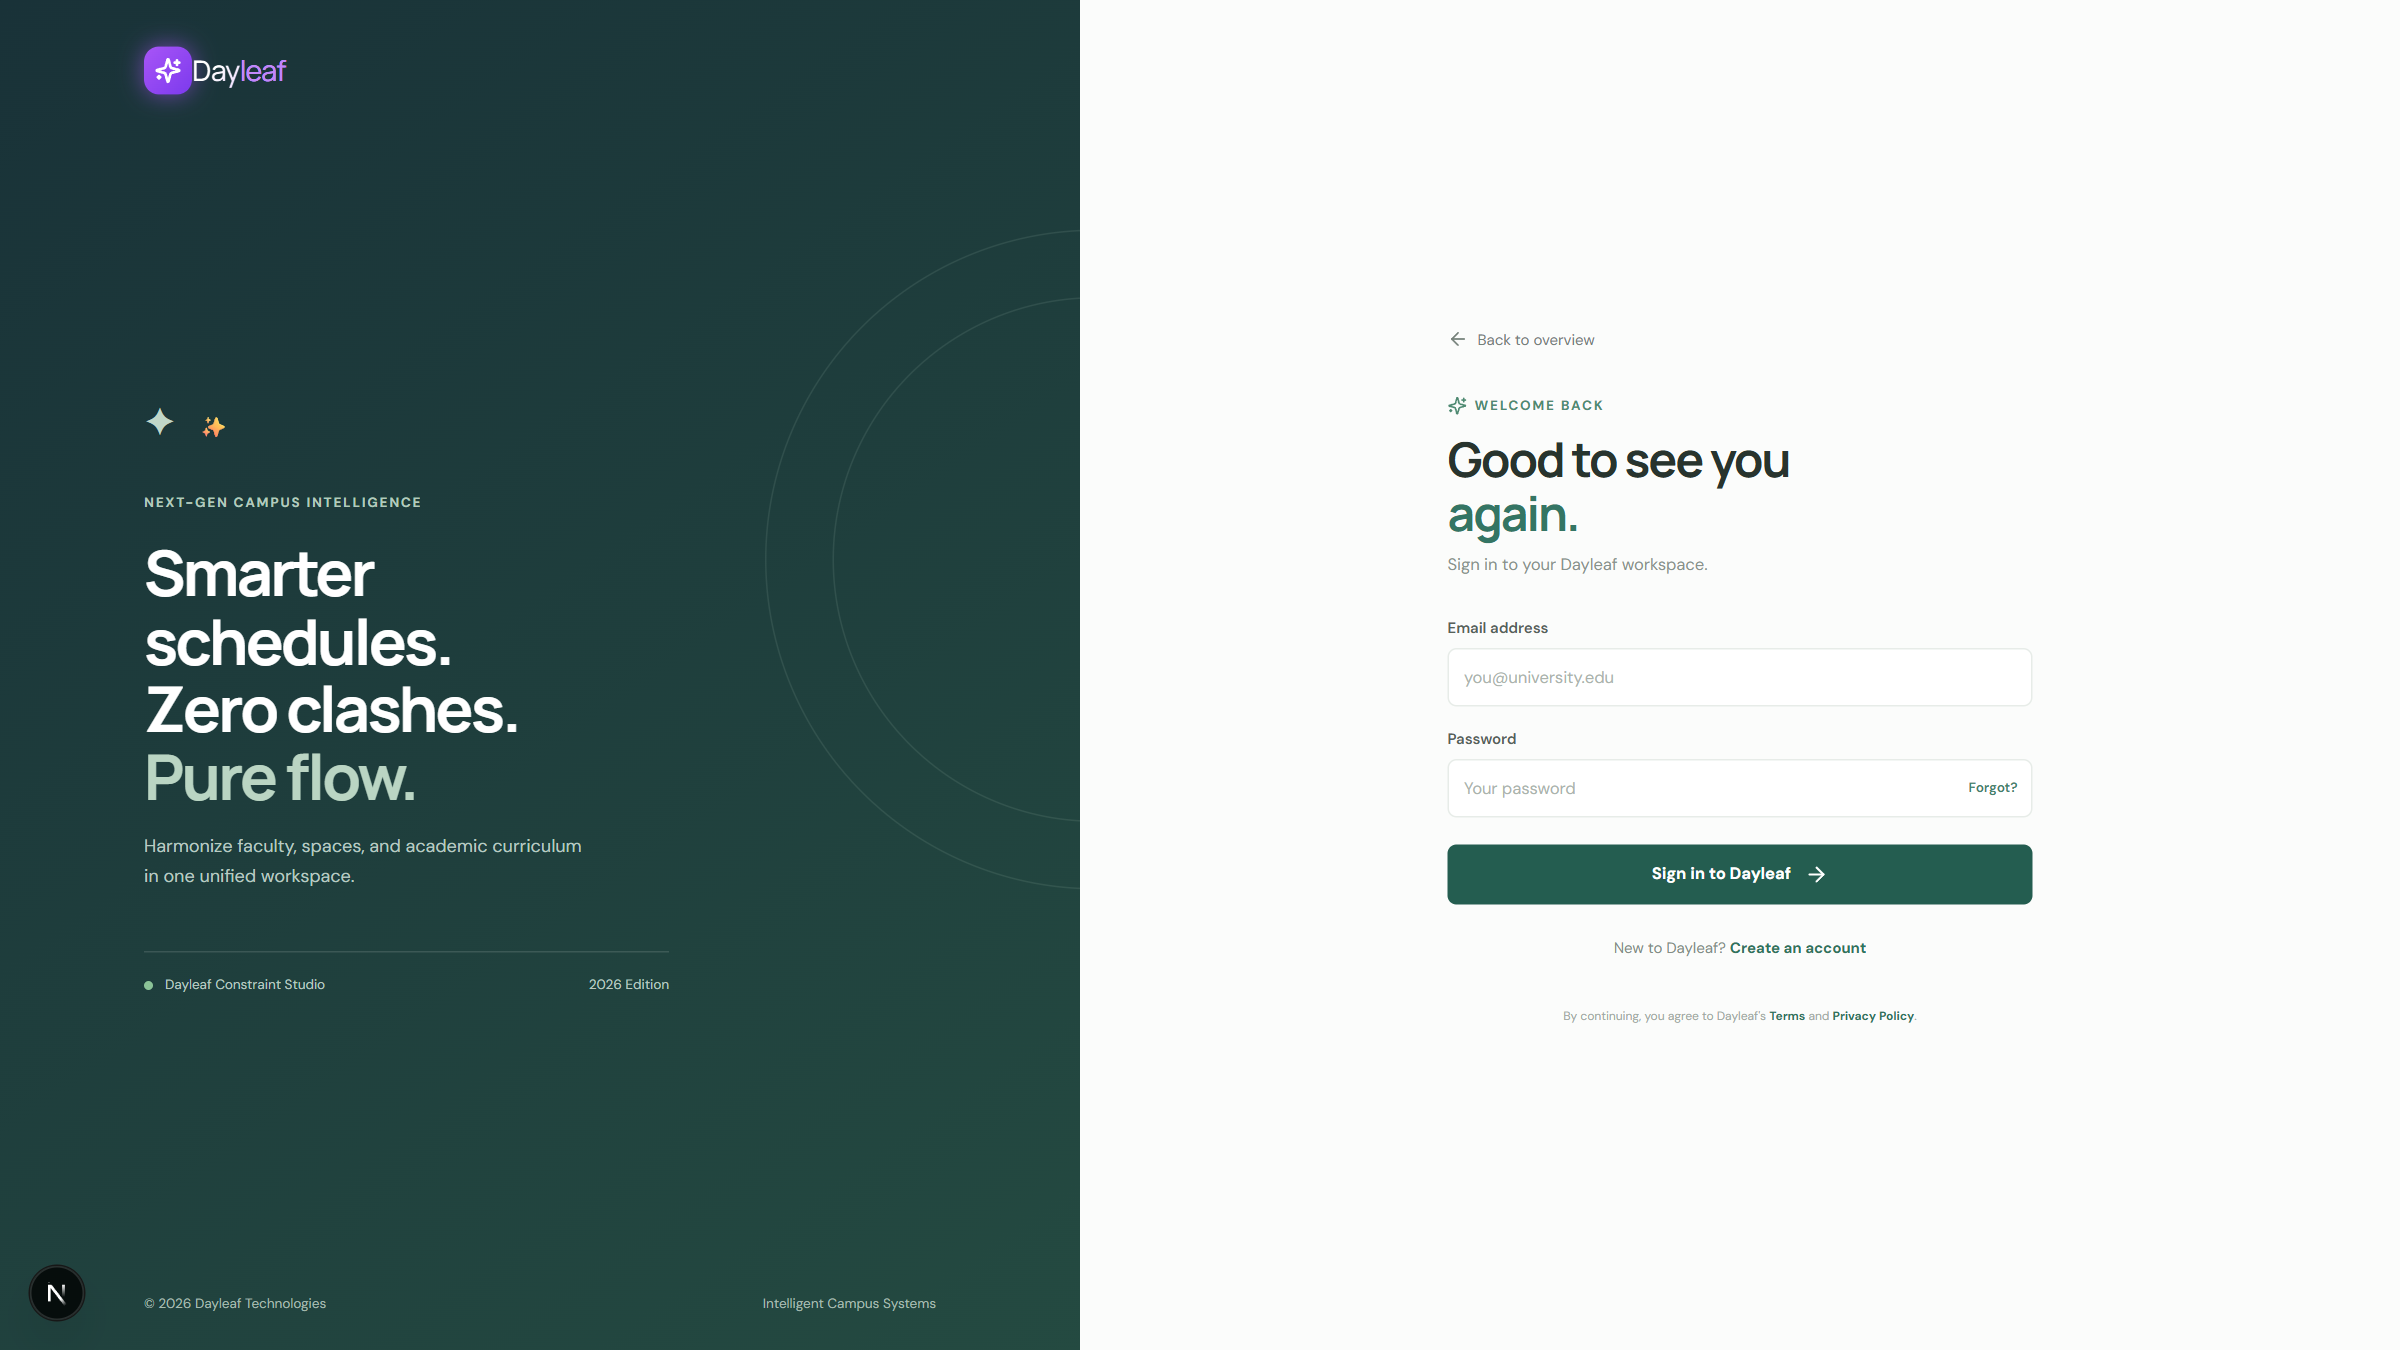 Dayleaf
NEXT-GEN CAMPUS INTELLIGENCE
Smarter
schedules.
Zero clashes.
Pure flow.
Harmonize faculty, spaces, and academic curriculum
in one unified workspace.
Dayleaf Constraint Studio
2026 Edition
© 2026 Dayleaf Technologies
Intelligent Campus Systems
N
Back to overview
WELCOME BACK
Good to see you
again.
Sign in to your Dayleaf workspace.
Email address
you@university.edu
Password
Your password
Forgot?
Sign in to Dayleaf
New to Dayleaf? Create an account
By continuing, you agree to Dayleaf's Terms and Privacy Policy.